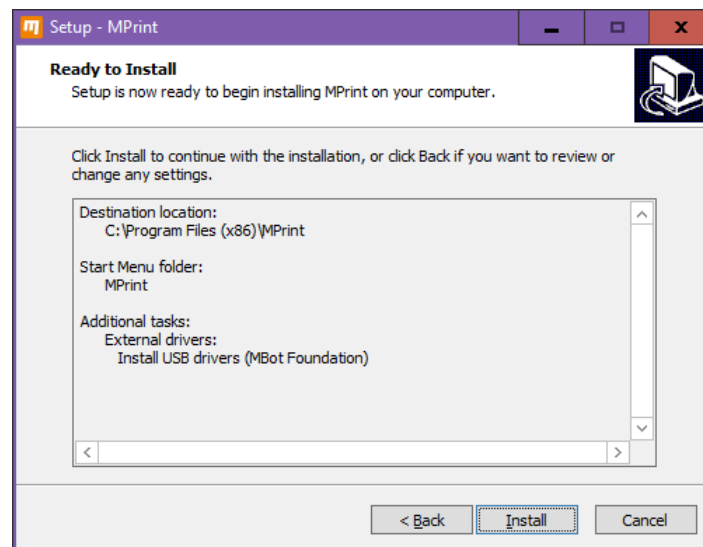 m Setup - MPrint
Ready to Install
Setup is now ready to begin installing MPrint on your computer.
Click Install to continue with the installation, or click Back if you want to review or
change any settings.
Destination location:
C:\Program Files (x86)\MPrint
Start Menu folder:
MPrint
Additional tasks:
External drivers:
Install USB drivers (MBot Foundation)
< Back Install Cancel